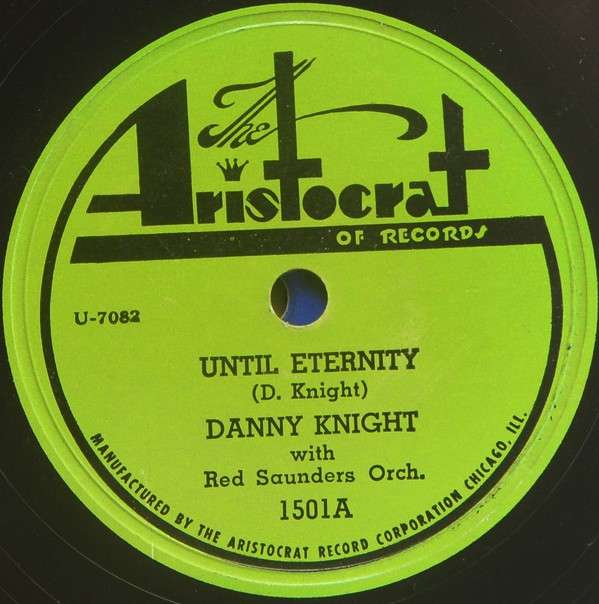 The
Aristocrat
OF RECORDS
U-7082
UNTIL ETERNITY
(D. Knight)
DANNY KNIGHT
with
Red Saunders Orch.
1501A
MANUFACTURED BY THE ARISTOCRAT RECORD CORPORATION CHICAGO, ILL.